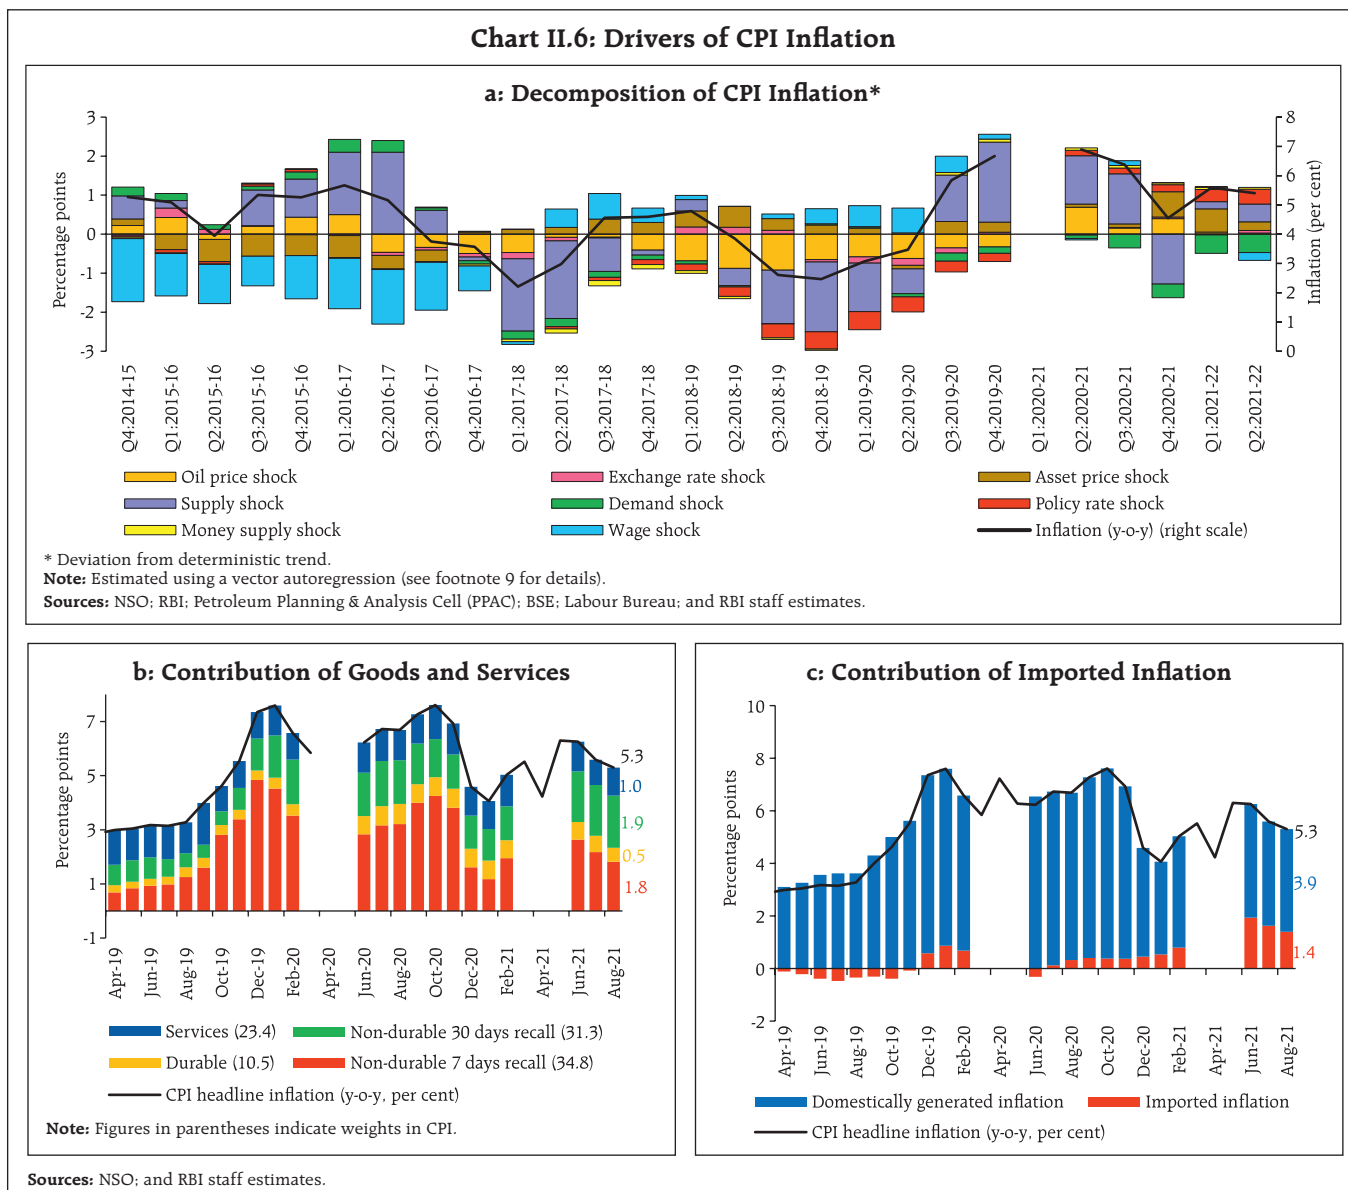 Chart II.6: Drivers of CPI Inflation
a: Decomposition of CPI Inflation*
Percentage points
3
2
1
0
-1
-2
-3
8
7
6
5
4
3
2
1
0
Inflation (per cent)
Q4:2014-15
Q1:2015-16
Q2:2015-16
Q3:2015-16
Q4:2015-16
Q1:2016-17
Q2:2016-17
Q3:2016-17
Q4:2016-17
Q1:2017-18
Q2:2017-18
Q3:2017-18
Q4:2017-18
Q1:2018-19
Q2:2018-19
Q3:2018-19
Q4:2018-19
Q1:2019-20
Q2:2019-20
Q3:2019-20
Q4:2019-20
Q1:2020-21
Q2:2020-21
Q3:2020-21
Q4:2020-21
Q1:2021-22
Q2:2021-22
Oil price shock
Exchange rate shock
Asset price shock
Supply shock
Demand shock
Policy rate shock
Money supply shock
Wage shock
Inflation (y-o-y) (right scale)
* Deviation from deterministic trend.
Note: Estimated using a vector autoregression (see footnote 9 for details).
Sources: NSO; RBI; Petroleum Planning & Analysis Cell (PPAC); BSE; Labour Bureau; and RBI staff estimates.
b: Contribution of Goods and Services
Percentage points
7
5
3
1
-1
5.3
1.0
1.9
0.5
1.8
Apr-19
Jun-19
Aug-19
Oct-19
Dec-19
Feb-20
Apr-20
Jun-20
Aug-20
Oct-20
Dec-20
Feb-21
Apr-21
Jun-21
Aug-21
Services (23.4)
Non-durable 30 days recall (31.3)
Durable (10.5)
Non-durable 7 days recall (34.8)
CPI headline inflation (y-o-y, per cent)
Note: Figures in parentheses indicate weights in CPI.
c: Contribution of Imported Inflation
Percentage points
10
8
6
4
2
0
-2
5.3
3.9
1.4
Apr-19
Jun-19
Aug-19
Oct-19
Dec-19
Feb-20
Apr-20
Jun-20
Aug-20
Oct-20
Dec-20
Feb-21
Apr-21
Jun-21
Aug-21
Domestically generated inflation
Imported inflation
CPI headline inflation (y-o-y, per cent)
Sources: NSO; and RBI staff estimates.